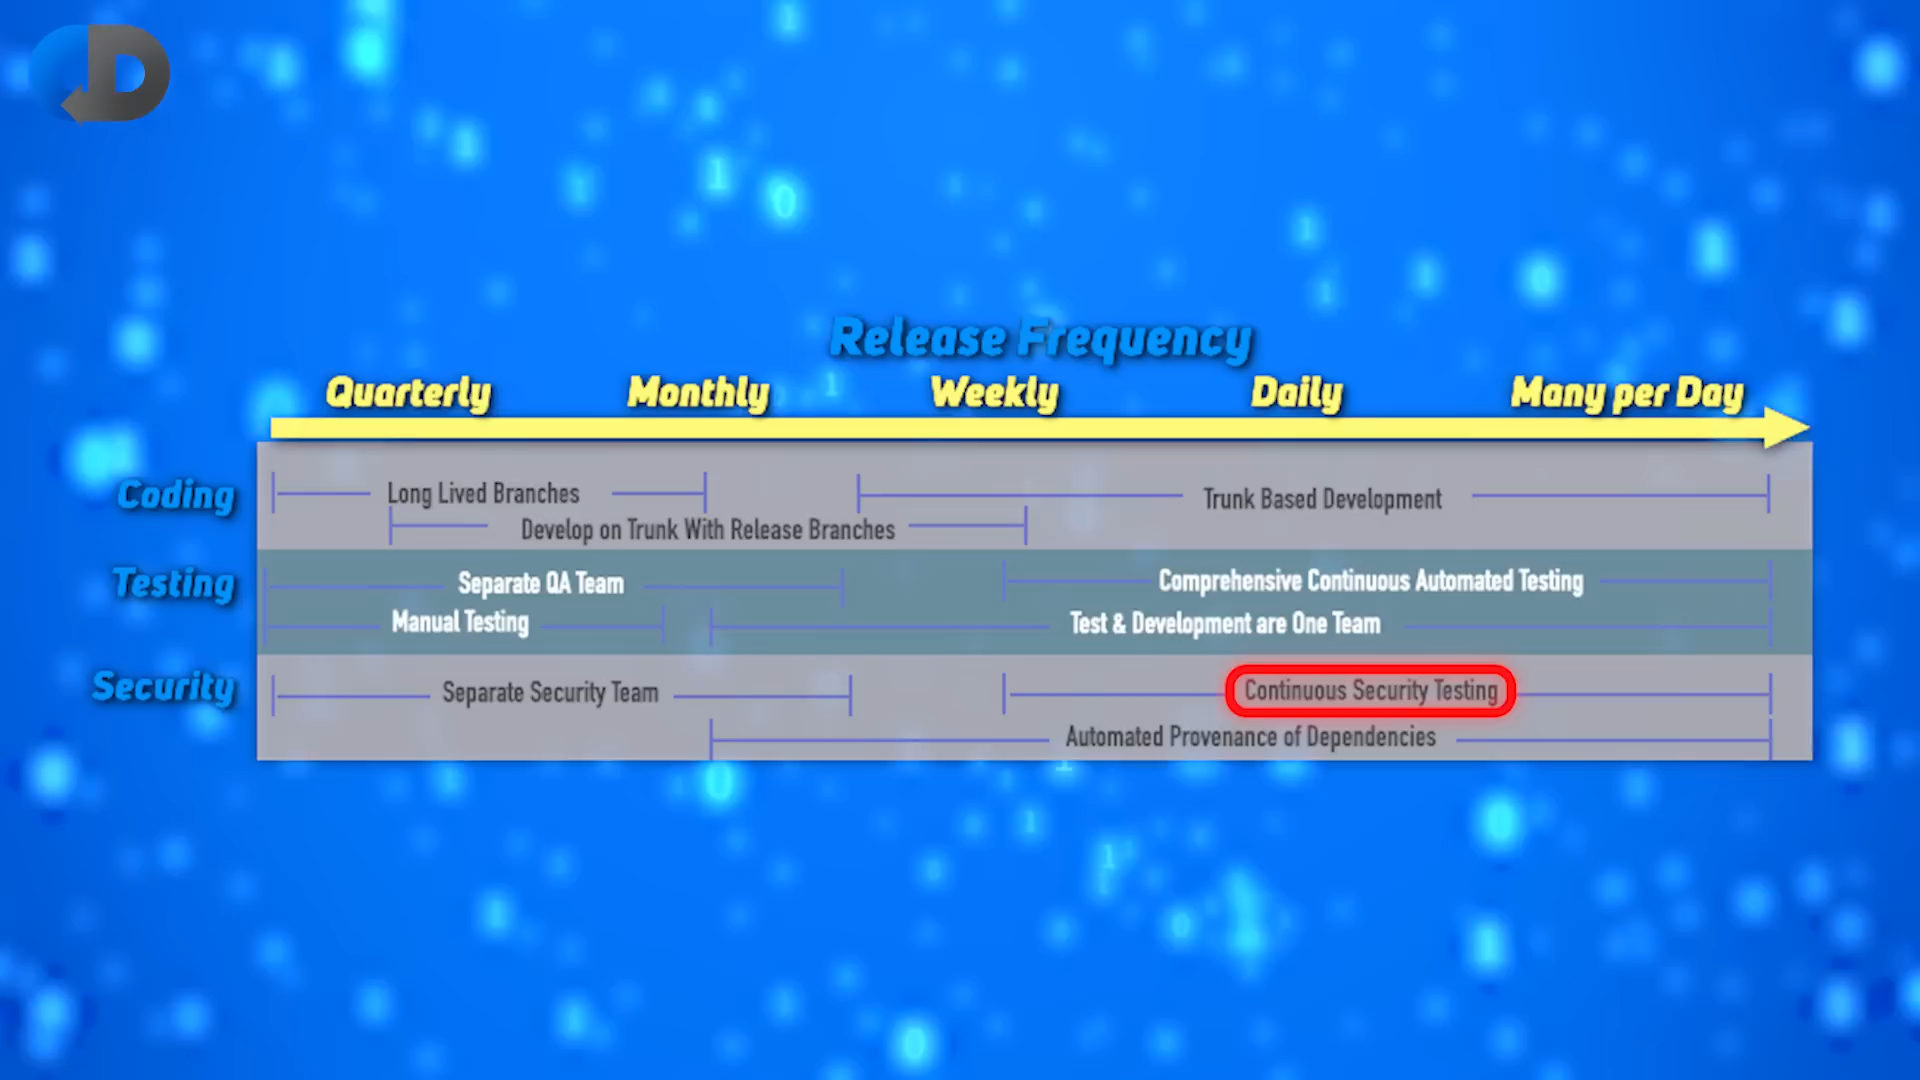 Release Frequency
Quarterly Monthly Weekly Daily Many per Day
Coding
Long Lived Branches
Trunk Based Development
Develop on Trunk With Release Branches
Testing
Separate QA Team
Comprehensive Continuous Automated Testing
Manual Testing
Test & Development are One Team
Security
Separate Security Team
Continuous Security Testing
Automated Provenance of Dependencies